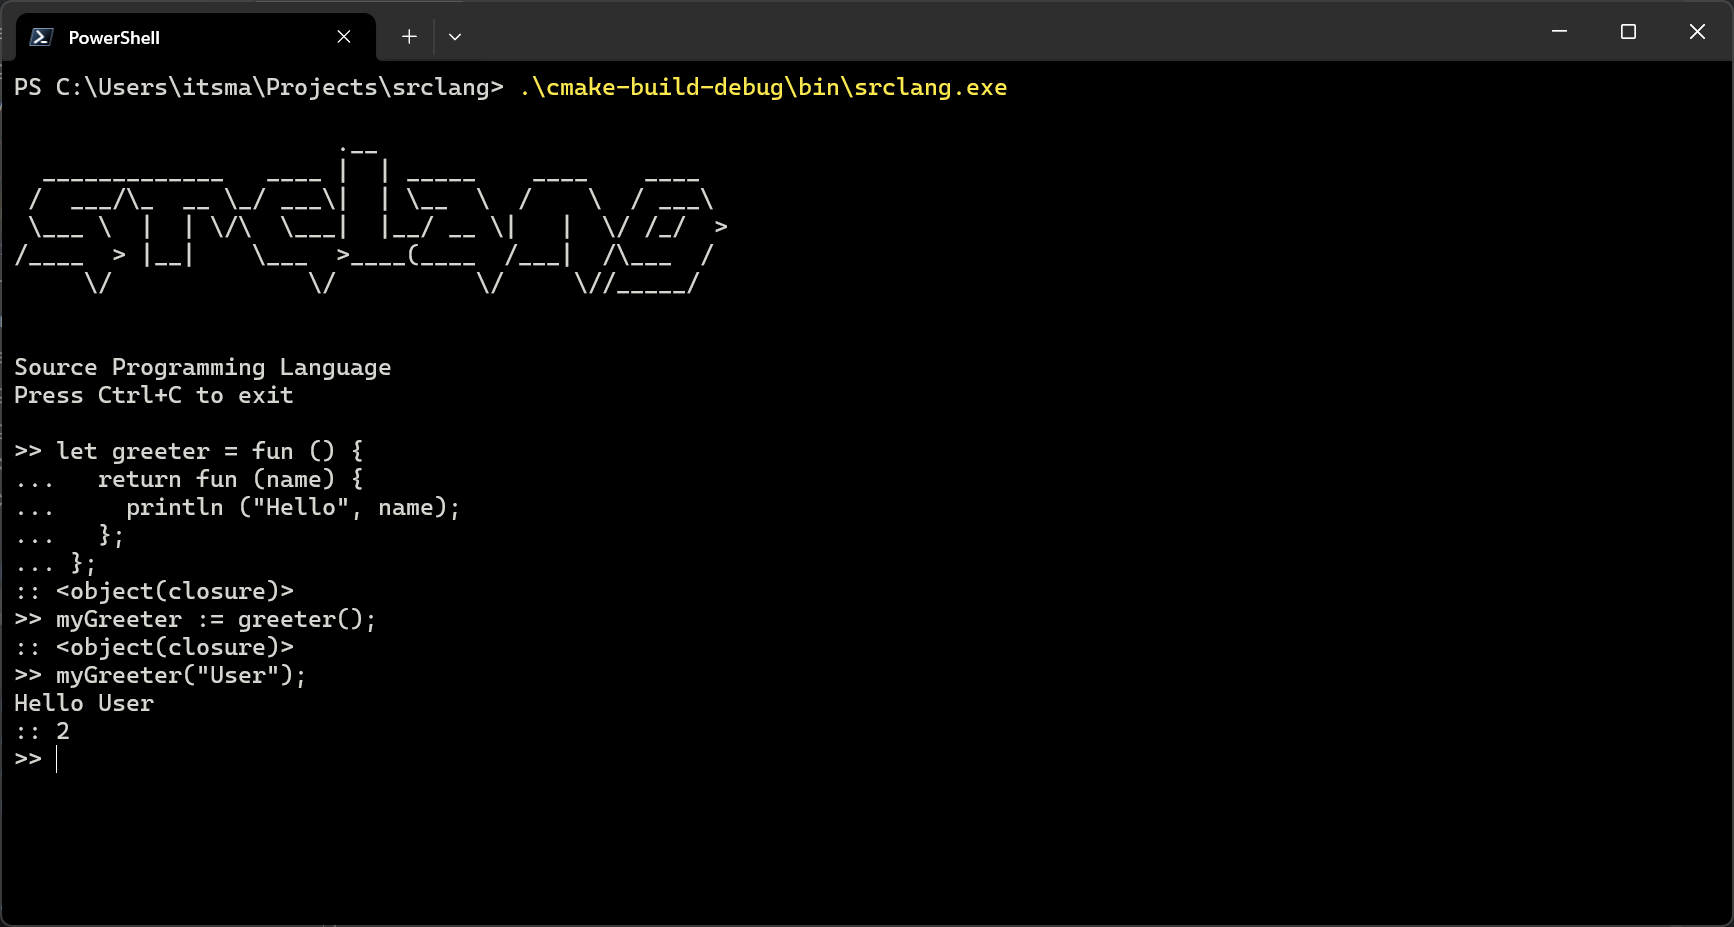 PowerShell
PS C:\Users\itsma\Projects\srclang> .\cmake-build-debug\bin\srclang.exe
srclang
Source Programming Language
Press Ctrl+C to exit
>> let greeter = fun () {
...   return fun (name) {
...     println ("Hello", name);
...   };
... };
:: <object(closure)>
>> myGreeter := greeter();
:: <object(closure)>
>> myGreeter("User");
Hello User
:: 2
>>